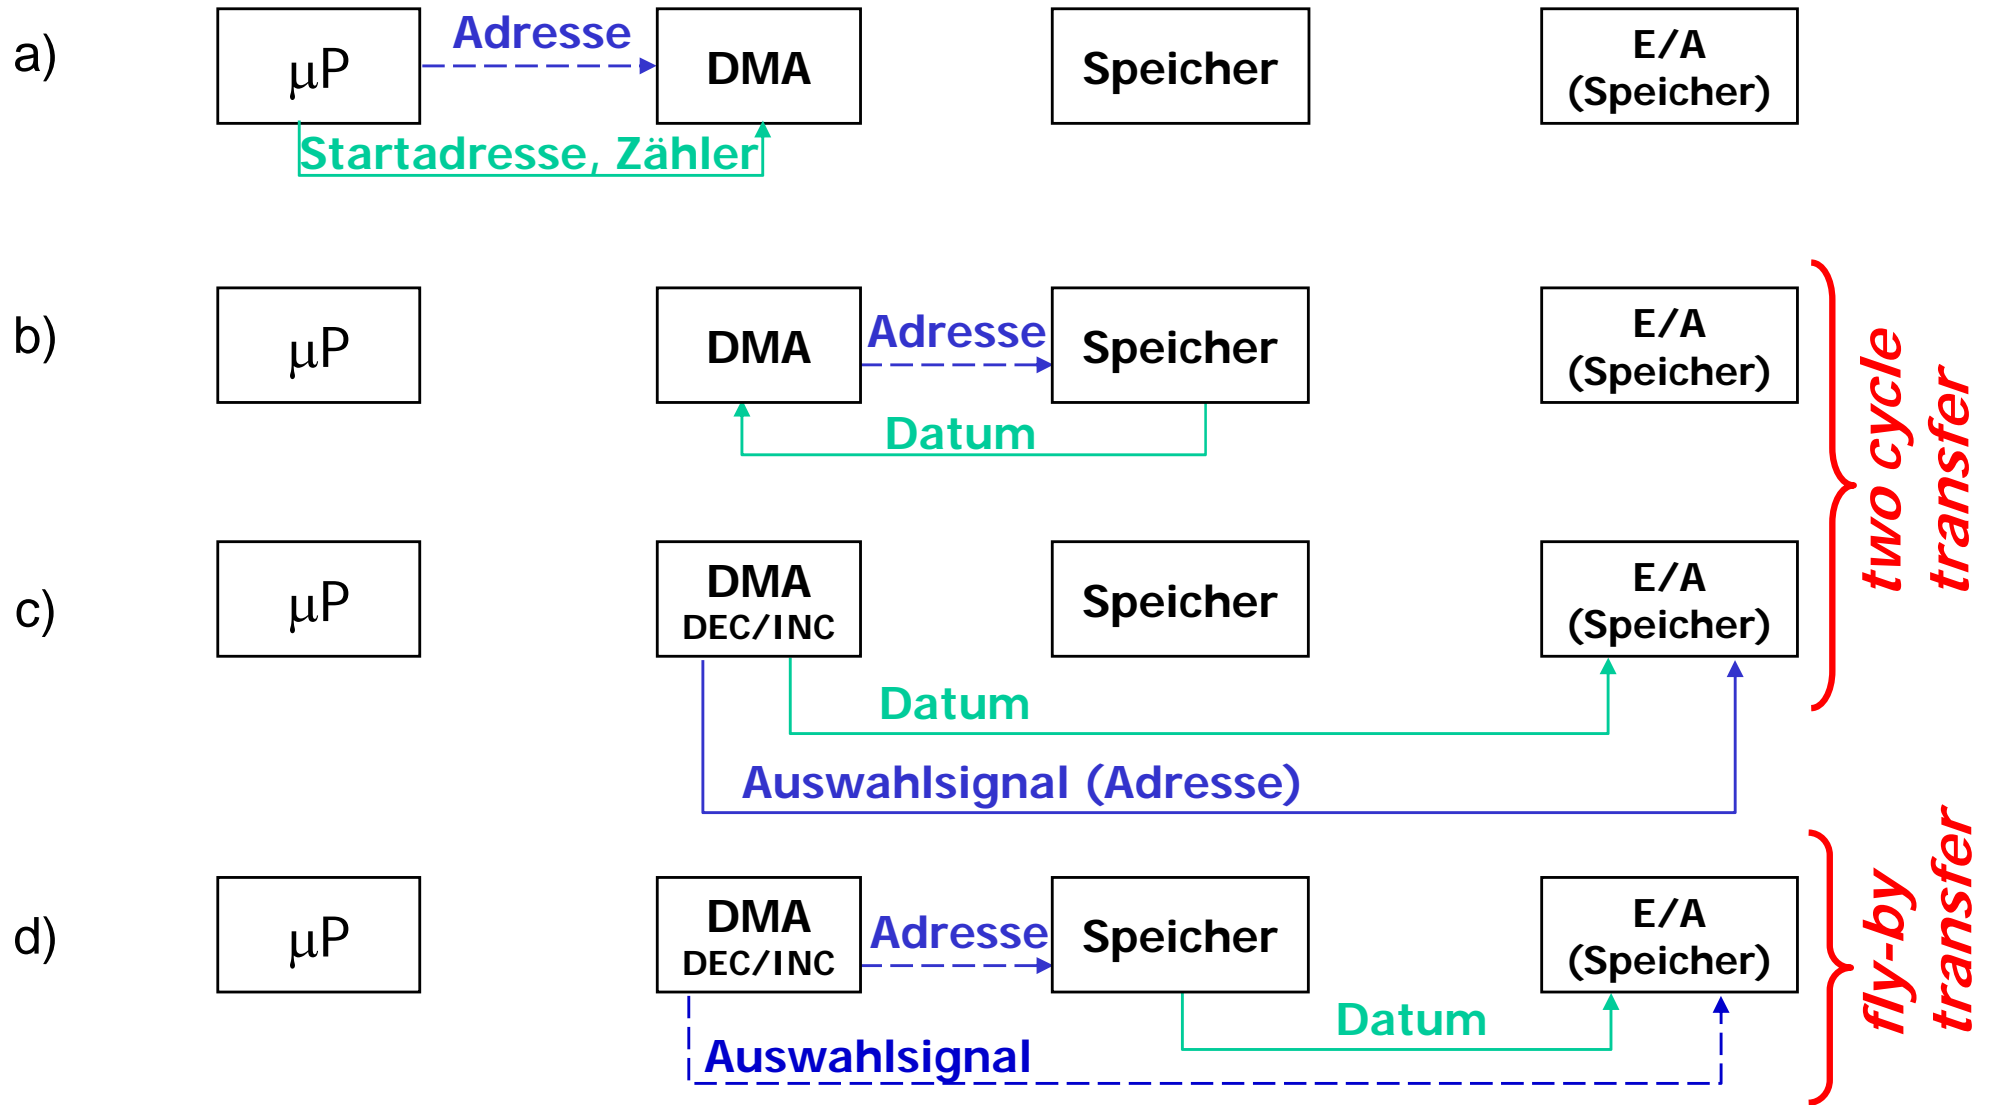 a)
μP
Adresse
DMA
Speicher
E/A
(Speicher)
Startadresse, Zähler
b)
μP
DMA
Adresse
Speicher
E/A
(Speicher)
Datum
c)
μP
DMA
DEC/INC
Speicher
E/A
(Speicher)
Datum
Auswahlsignal (Adresse)
two cycle
transfer
d)
μP
DMA
DEC/INC
Adresse
Speicher
E/A
(Speicher)
Datum
Auswahlsignal
fly-by
transfer